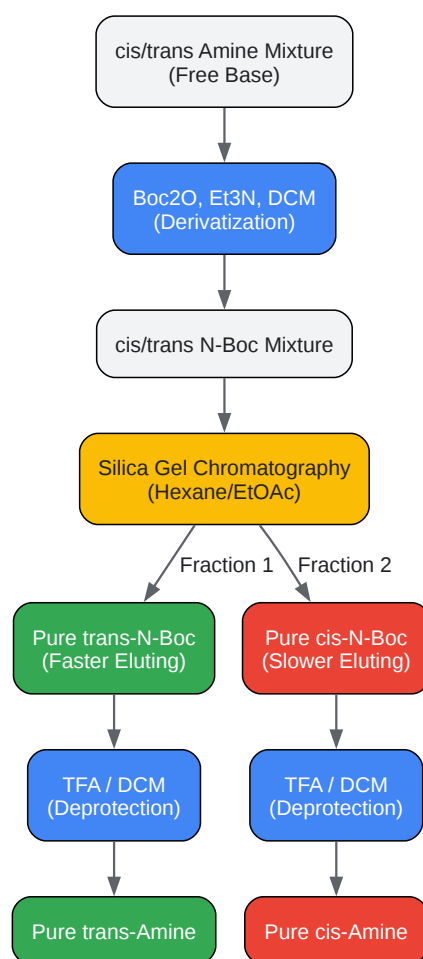 cis/trans Amine Mixture
(Free Base)
Boc2O, Et3N, DCM
(Derivatization)
cis/trans N-Boc Mixture
Silica Gel Chromatography
(Hexane/EtOAc)
Fraction 1
Fraction 2
Pure trans-N-Boc
(Faster Eluting)
Pure cis-N-Boc
(Slower Eluting)
TFA / DCM
(Deprotection)
TFA / DCM
(Deprotection)
Pure trans-Amine
Pure cis-Amine